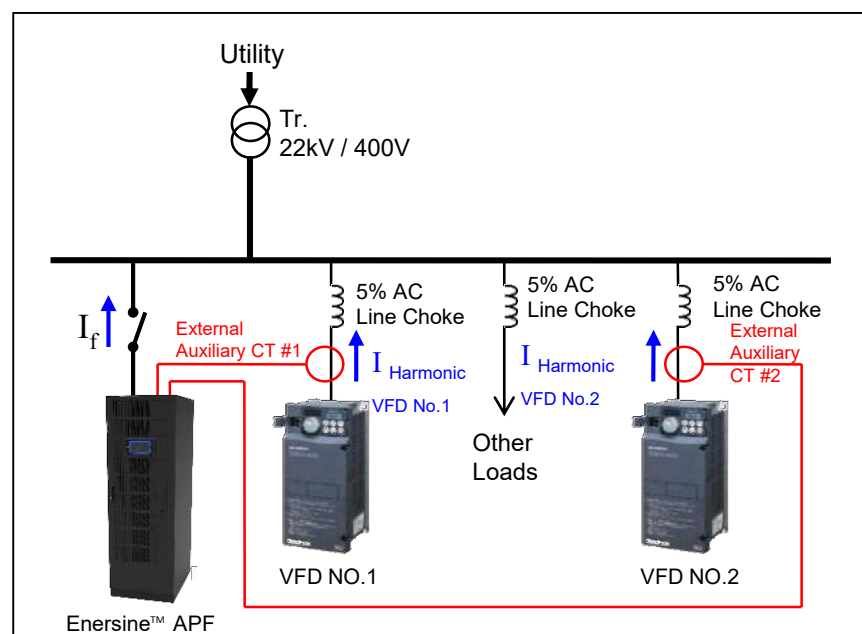 Utility
Tr.
22kV / 400V
5% AC
Line Choke
5% AC
Line Choke
5% AC
Line Choke
I f
External
Auxiliary CT #1
I Harmonic
VFD No.1
I Harmonic
VFD No.2
External
Auxiliary
CT #2
Other
Loads
VFD NO.1
VFD NO.2
Enersine™ APF